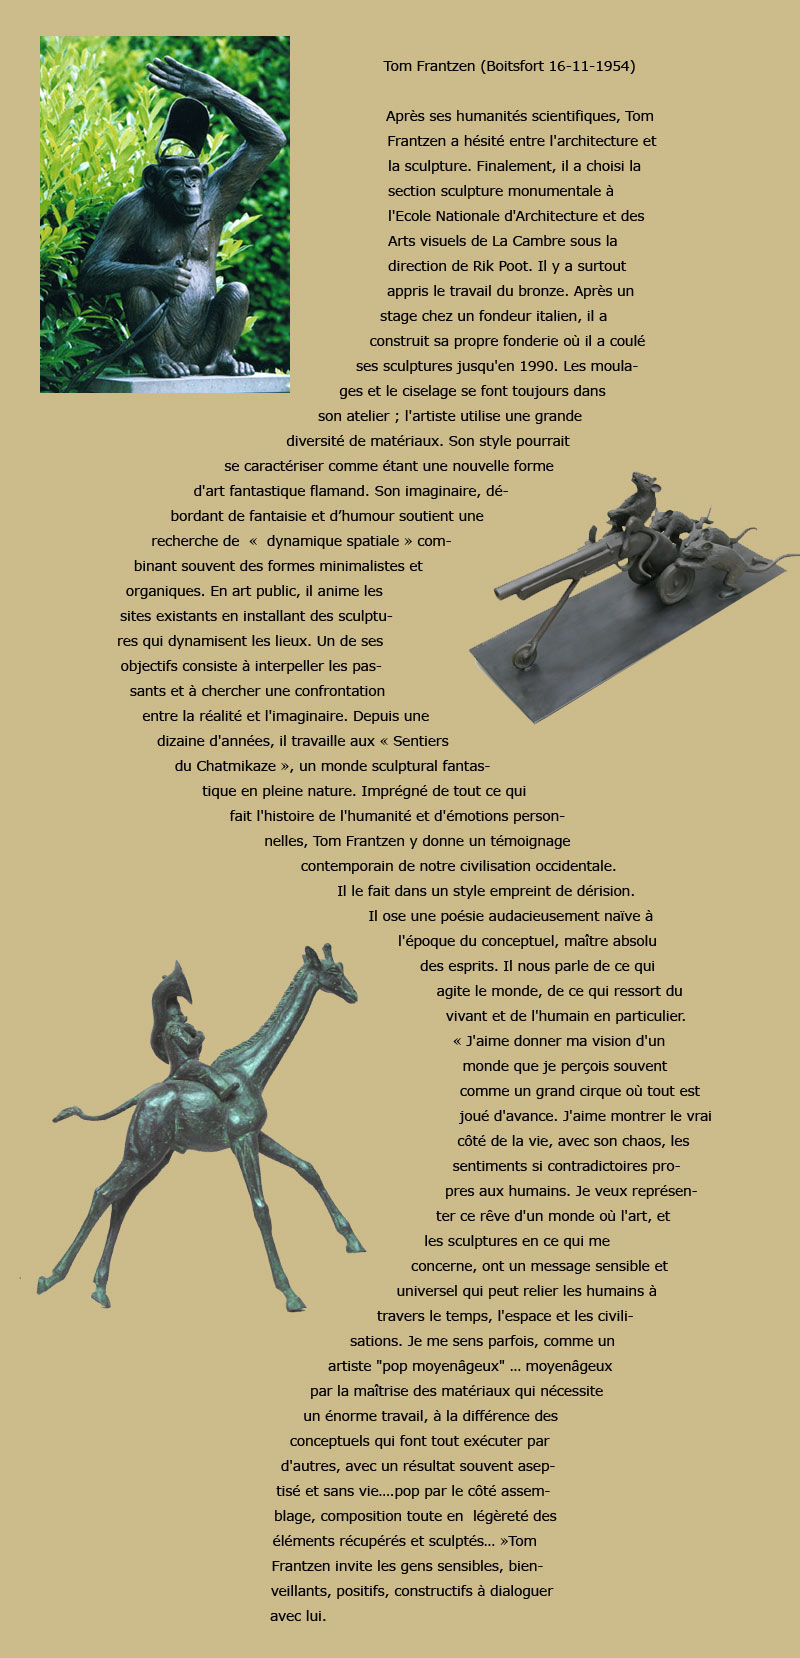 Tom Frantzen (Boitsfort 16-11-1954)
Après ses humanités scientifiques, Tom
Frantzen a hésité entre l'architecture et
la sculpture. Finalement, il a choisi la
section sculpture monumentale à
l'Ecole Nationale d'Architecture et des
Arts visuels de La Cambre sous la
direction de Rik Poot. Il y a surtout
appris le travail du bronze. Après un
stage chez un fondeur italien, il a
construit sa propre fonderie où il a coulé
ses sculptures jusqu'en 1990. Les moula-
ges et le ciselage se font toujours dans
son atelier ; l'artiste utilise une grande
diversité de matériaux. Son style pourrait
se caractériser comme étant une nouvelle forme
d'art fantastique flamand. Son imaginaire, dé-
bordant de fantaisie et d’humour soutient une
recherche de  «  dynamique spatiale » com-
binant souvent des formes minimalistes et
organiques. En art public, il anime les
sites existants en installant des sculptu-
res qui dynamisent les lieux. Un de ses
objectifs consiste à interpeller les pas-
sants et à chercher une confrontation
entre la réalité et l'imaginaire. Depuis une
dizaine d'années, il travaille aux « Sentiers
du Chatmikaze », un monde sculptural fantas-
tique en pleine nature. Imprégné de tout ce qui
fait l'histoire de l'humanité et d'émotions person-
nelles, Tom Frantzen y donne un témoignage
contemporain de notre civilisation occidentale.
Il le fait dans un style empreint de dérision.
Il ose une poésie audacieusement naïve à
l'époque du conceptuel, maître absolu
des esprits. Il nous parle de ce qui
agite le monde, de ce qui ressort du
vivant et de l'humain en particulier.
« J'aime donner ma vision d'un
monde que je perçois souvent
comme un grand cirque où tout est
joué d'avance. J'aime montrer le vrai
côté de la vie, avec son chaos, les
sentiments si contradictoires pro-
pres aux humains. Je veux représen-
ter ce rêve d'un monde où l'art, et
les sculptures en ce qui me
concerne, ont un message sensible et
universel qui peut relier les humains à
travers le temps, l'espace et les civili-
sations. Je me sens parfois, comme un
artiste "pop moyenâgeux" … moyenâgeux
par la maîtrise des matériaux qui nécessite
un énorme travail, à la différence des
conceptuels qui font tout exécuter par
d'autres, avec un résultat souvent asep-
tisé et sans vie….pop par le côté assem-
blage, composition toute en  légèreté des
éléments récupérés et sculptés… »Tom
Frantzen invite les gens sensibles, bien-
veillants, positifs, constructifs à dialoguer
avec lui.